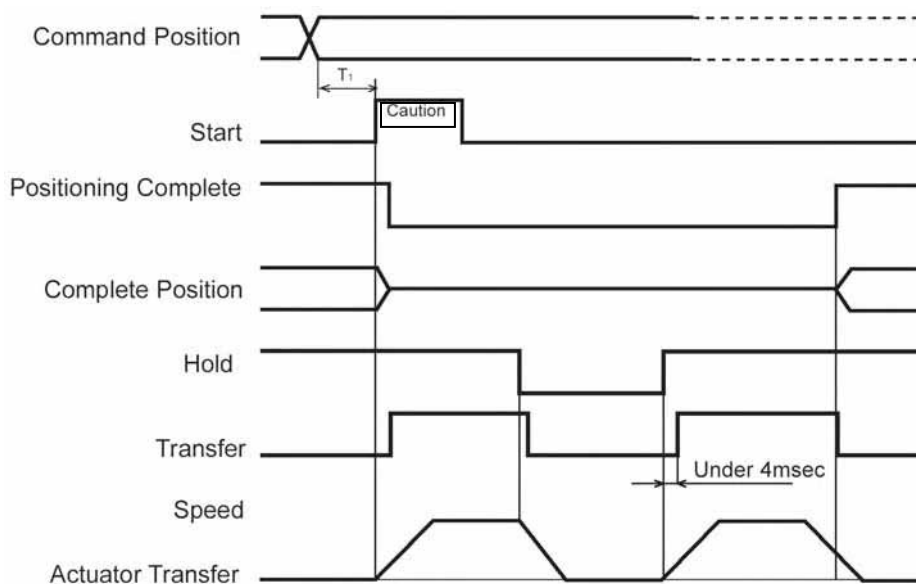 Command Position
T₁
Caution
Start
Positioning Complete
Complete Position
Hold
Transfer
Under 4msec
Speed
Actuator Transfer